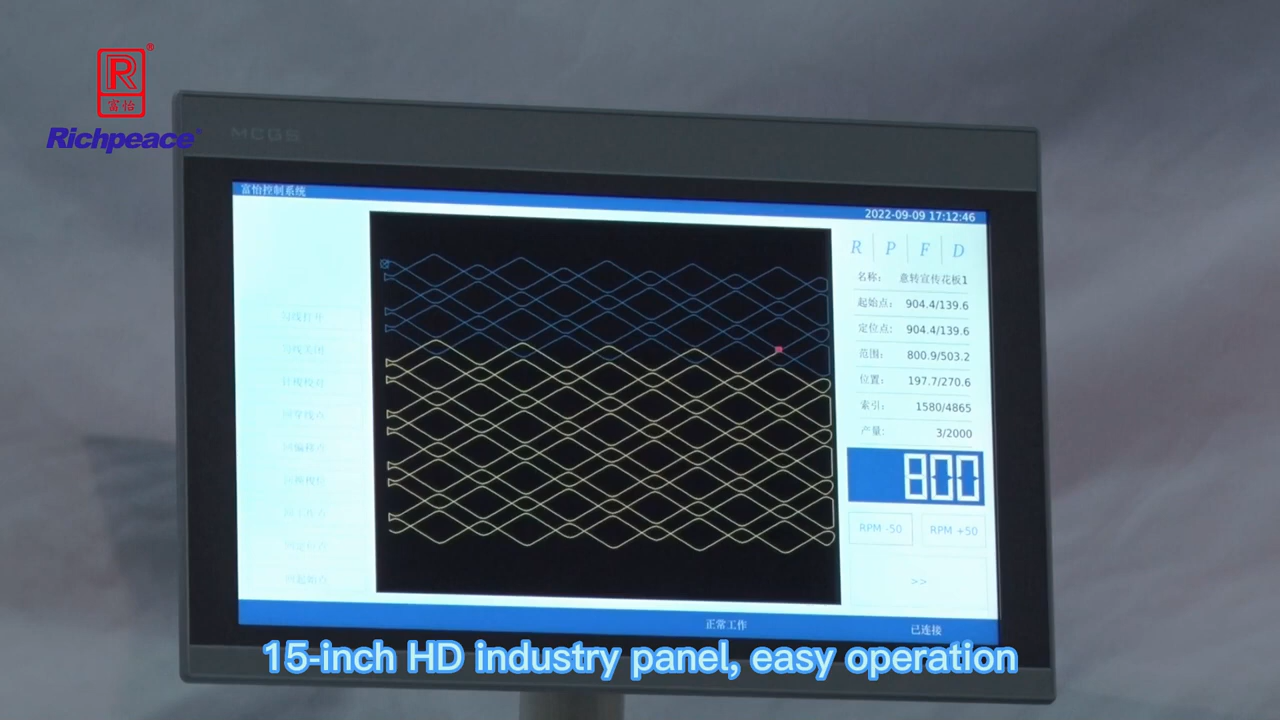 R®
富怡
Richpeace
MCGS
富怡控制系统
2022-09-09 17:12:46
R P F D
名称: 意转宣传花板1
起始点: 904.4/139.6
定位点: 904.4/139.6
范围: 800.9/503.2
位置: 197.7/270.6
索引: 1580/4865
产量: 3/2000
800
RPM -50 RPM +50
>>
正常工作 已连接
15-inch HD industry panel, easy operation